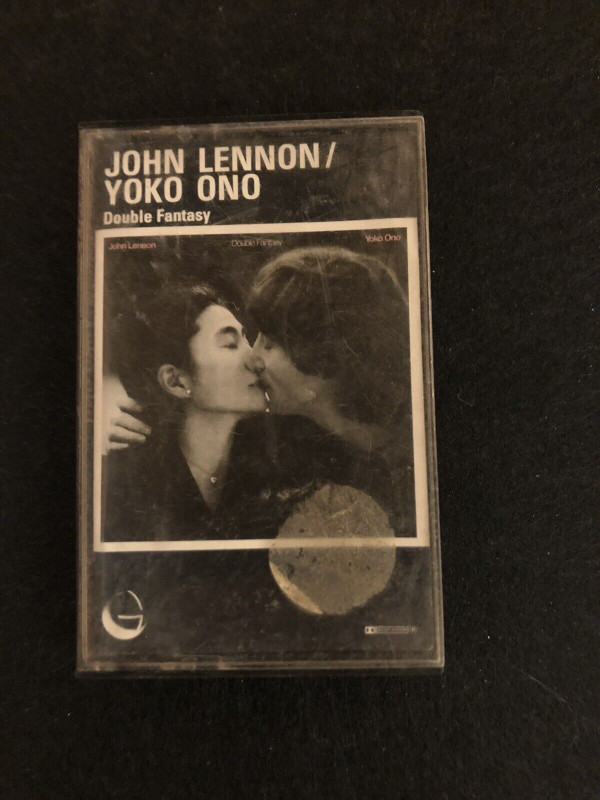 JOHN LENNON/
YOKO ONO
Double Fantasy
John Lennon Double Fantasy Yoko Ono